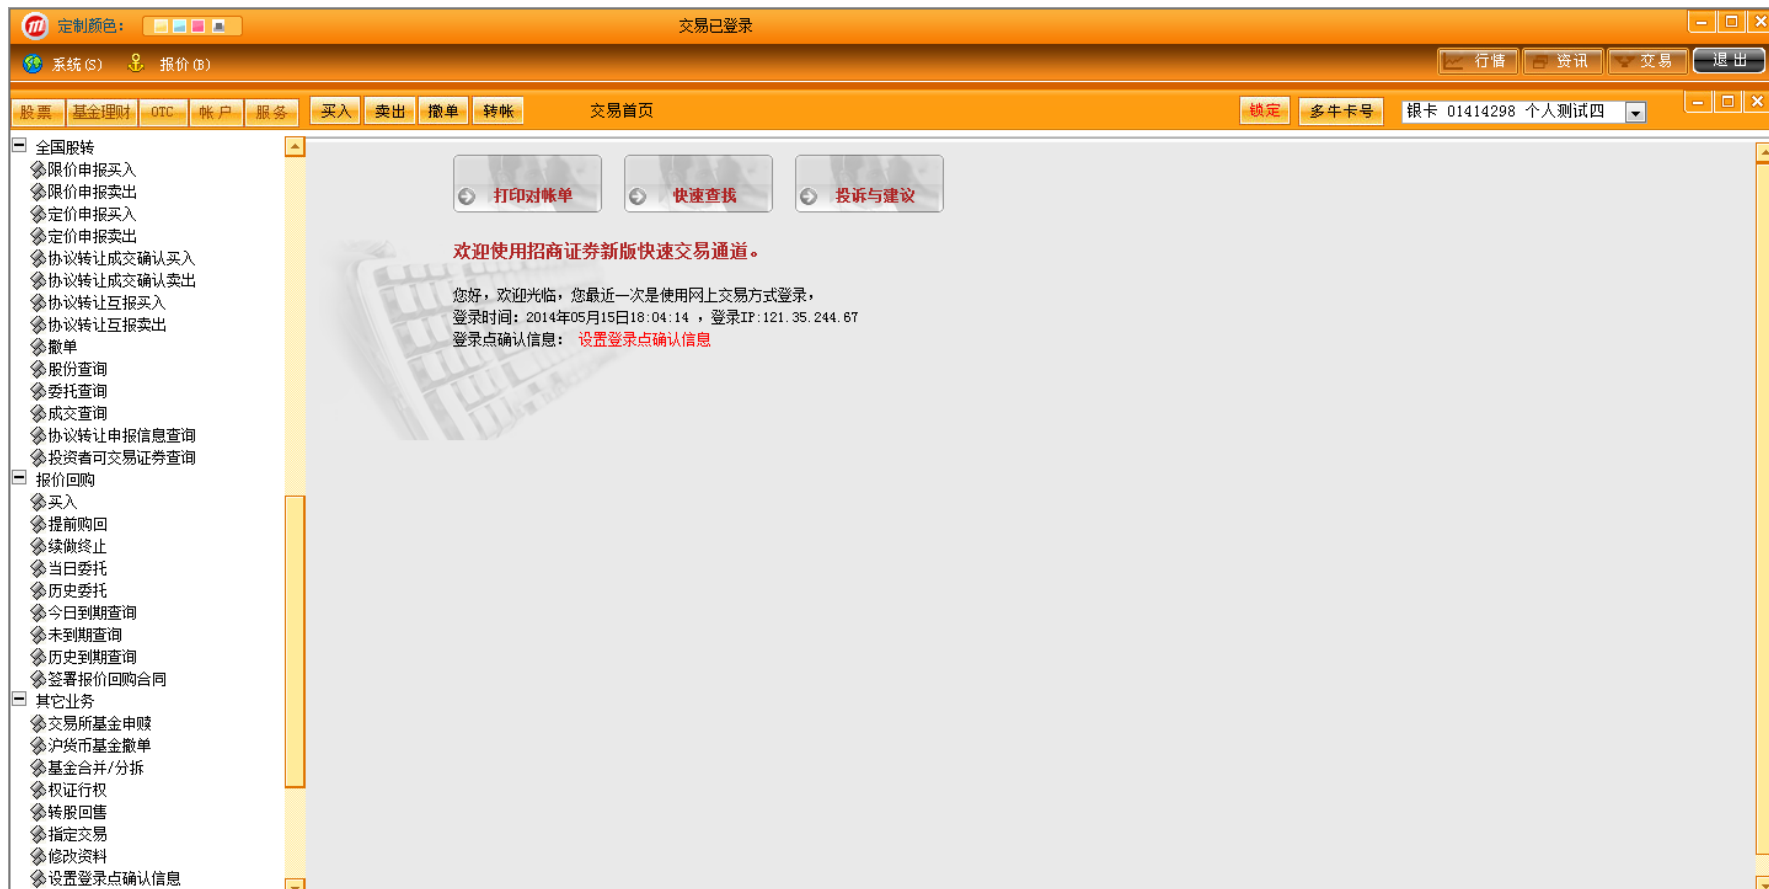 定制颜色：
交易已登录
系统(S) 报价(B)
行情 资讯 交易 退出
股票 基金理财 OTC 帐户 服务 买入 卖出 撤单 转帐 交易首页 锁定 多牛卡号 银卡 01414298 个人测试四
全国股转
限价申报买入
限价申报卖出
定价申报买入
定价申报卖出
协议转让成交确认买入
协议转让成交确认卖出
协议转让互报买入
协议转让互报卖出
撤单
股份查询
委托查询
成交查询
协议转让申报信息查询
投资者可交易证券查询
报价回购
买入
提前购回
续做终止
当日委托
历史委托
今日到期查询
未到期查询
历史到期查询
签署报价回购合同
其它业务
交易所基金申赎
沪货币基金撤单
基金合并/分拆
权证行权
转股回售
指定交易
修改资料
设置登录点确认信息
打印对帐单 快速查找 投诉与建议
欢迎使用招商证券新版快速交易通道。
您好，欢迎光临，您最近一次是使用网上交易方式登录，
登录时间：2014年05月15日18:04:14 ，登录IP:121.35.244.67
登录点确认信息： 设置登录点确认信息